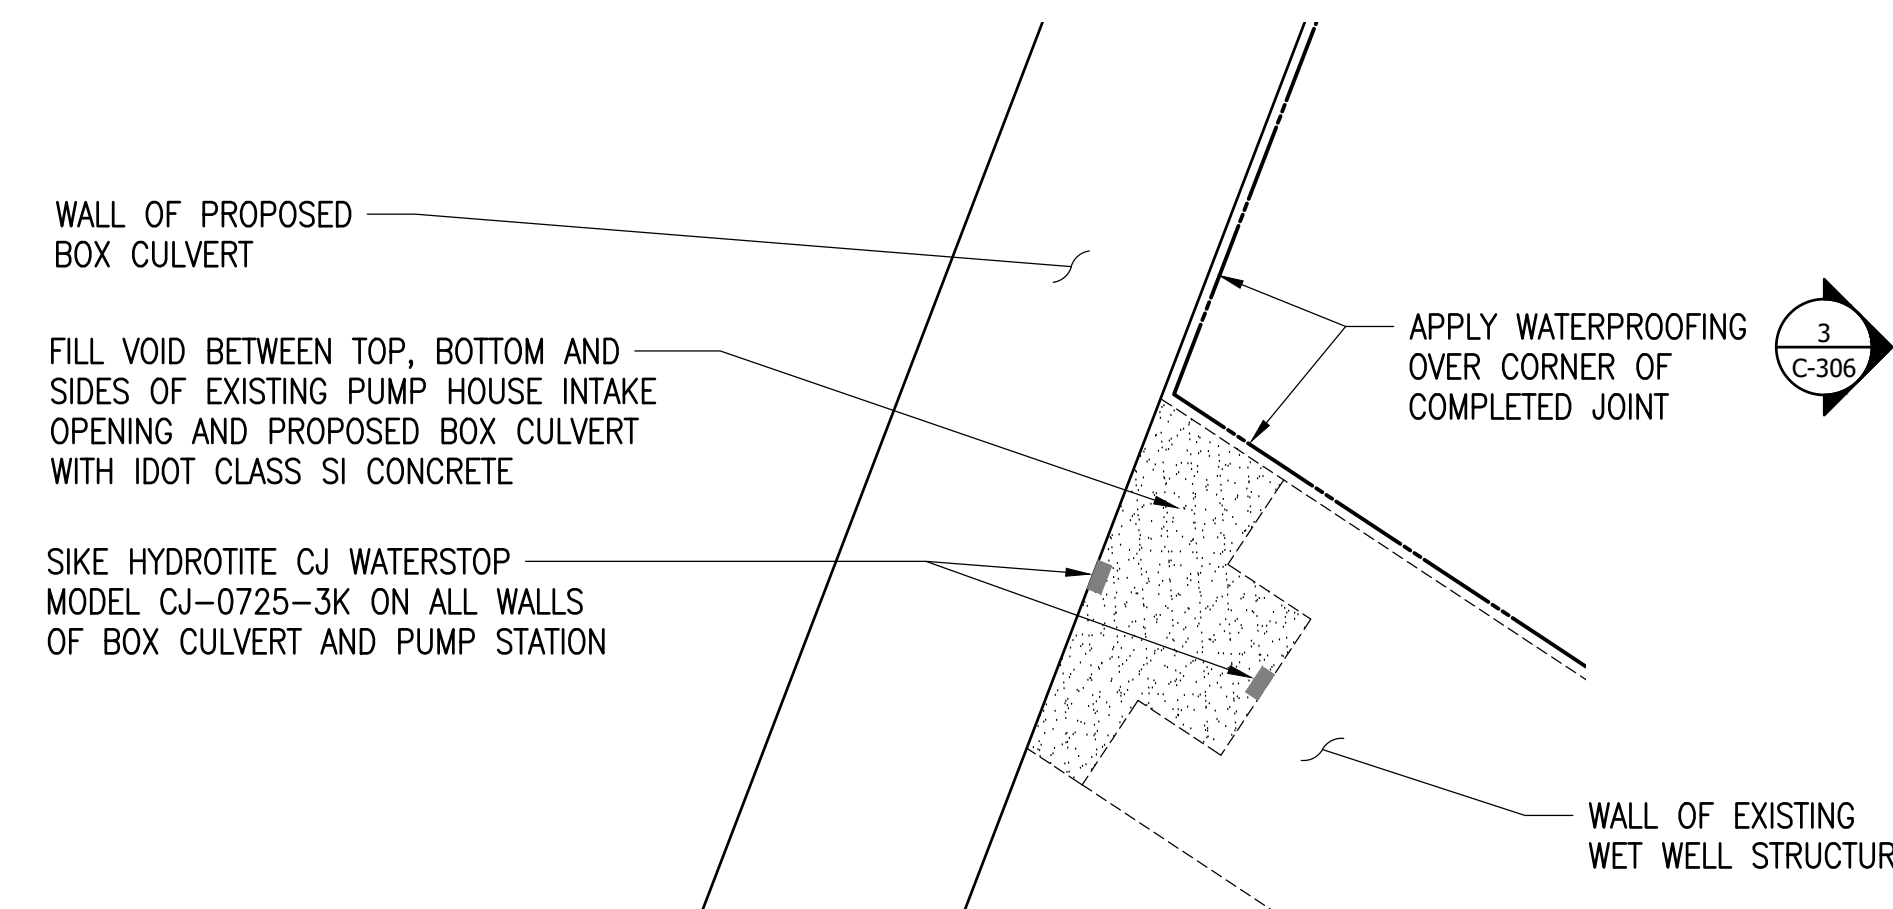 WALL OF PROPOSED
BOX CULVERT
FILL VOID BETWEEN TOP, BOTTOM AND
SIDES OF EXISTING PUMP HOUSE INTAKE
OPENING AND PROPOSED BOX CULVERT
WITH IDOT CLASS SI CONCRETE
SIKE HYDROTITE CJ WATERSTOP
MODEL CJ-0725-3K ON ALL WALLS
OF BOX CULVERT AND PUMP STATION
APPLY WATERPROOFING
OVER CORNER OF
COMPLETED JOINT
3
C-306
WALL OF EXISTING
WET WELL STRUCTUR